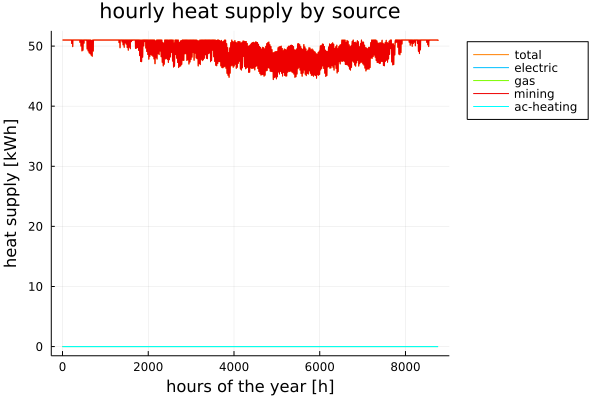 hourly heat supply by source
heat supply [kWh]
50
40
30
20
10
0
0 2000 4000 6000 8000
hours of the year [h]
total
electric
gas
mining
ac-heating